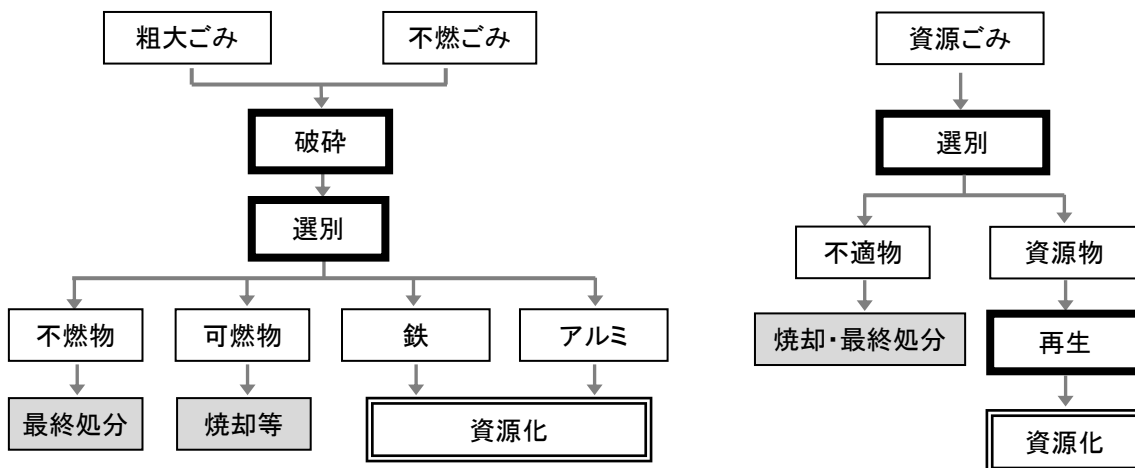 粗大ごみ
不燃ごみ
破砕
選別
不燃物
可燃物
鉄
アルミ
最終処分
焼却等
資源化
資源ごみ
選別
不適物
資源物
焼却・最終処分
再生
資源化